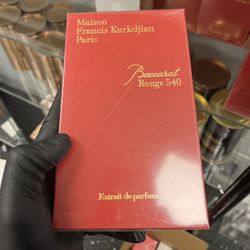 Maison
Francis Kurkdjian
Paris
Baccarat
Rouge 540
Extrait de parfum